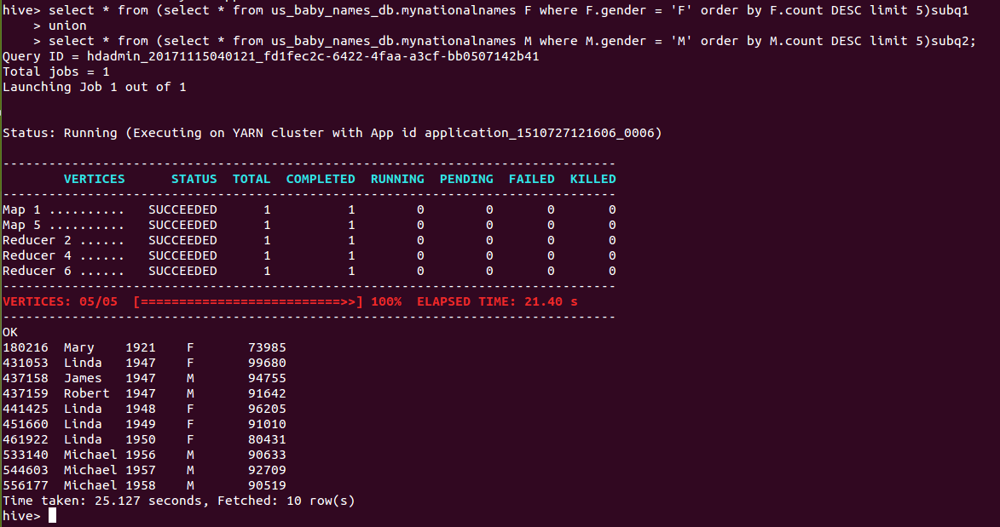 hive> select * from (select * from us_baby_names_db.mynationalnames F where F.gender = 'F' order by F.count DESC limit 5)subq1
    > union
    > select * from (select * from us_baby_names_db.mynationalnames M where M.gender = 'M' order by M.count DESC limit 5)subq2;
Query ID = hdadmin_20171115040121_fd1fec2c-6422-4faa-a3cf-bb0507142b41
Total jobs = 1
Launching Job 1 out of 1
Status: Running (Executing on YARN cluster with App id application_1510727121606_0006)
--------------------------------------------------------------------------------
        VERTICES      STATUS  TOTAL  COMPLETED  RUNNING  PENDING  FAILED  KILLED
--------------------------------------------------------------------------------
Map 1 ..........   SUCCEEDED      1          1        0        0       0       0
Map 5 ..........   SUCCEEDED      1          1        0        0       0       0
Reducer 2 ......   SUCCEEDED      1          1        0        0       0       0
Reducer 4 ......   SUCCEEDED      1          1        0        0       0       0
Reducer 6 ......   SUCCEEDED      1          1        0        0       0       0
--------------------------------------------------------------------------------
VERTICES: 05/05  [==========================>>] 100%  ELAPSED TIME: 21.40 s
--------------------------------------------------------------------------------
OK
180216  Mary    1921    F       73985
431053  Linda   1947    F       99680
437158  James   1947    M       94755
437159  Robert  1947    M       91642
441425  Linda   1948    F       96205
451660  Linda   1949    F       91010
461922  Linda   1950    F       80431
533140  Michael 1956    M       90633
544603  Michael 1957    M       92709
556177  Michael 1958    M       90519
Time taken: 25.127 seconds, Fetched: 10 row(s)
hive>